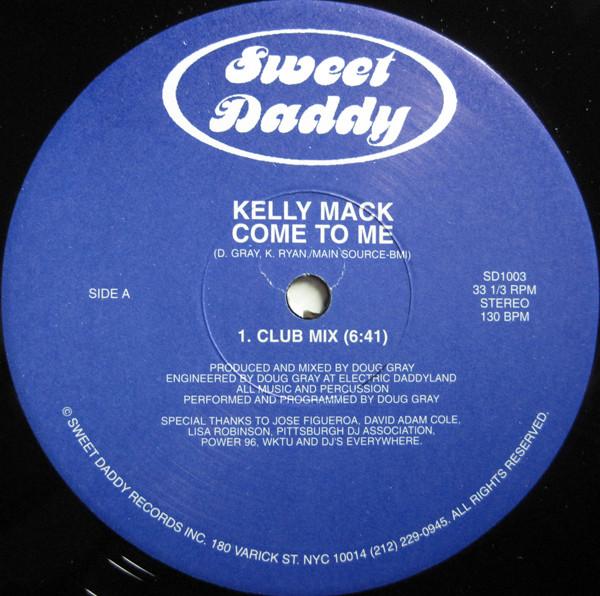 Sweet
Daddy
KELLY MACK
COME TO ME
(D. GRAY, K. RYAN./MAIN SOURCE-BMI)
SIDE A
SD1003
33 1/3 RPM
STEREO
130 BPM
1. CLUB MIX (6:41)
PRODUCED AND MIXED BY DOUG GRAY
ENGINEERED BY DOUG GRAY AT ELECTRIC DADDYLAND
ALL MUSIC AND PERCUSSION
PERFORMED AND PROGRAMMED BY DOUG GRAY
SPECIAL THANKS TO JOSE FIGUEROA, DAVID ADAM COLE,
LISA ROBINSON, PITTSBURGH DJ ASSOCIATION,
POWER 96, WKTU AND DJ'S EVERYWHERE.
© SWEET DADDY RECORDS INC. 180 VARICK ST. NYC 10014 (212) 229-0945. ALL RIGHTS RESERVED.